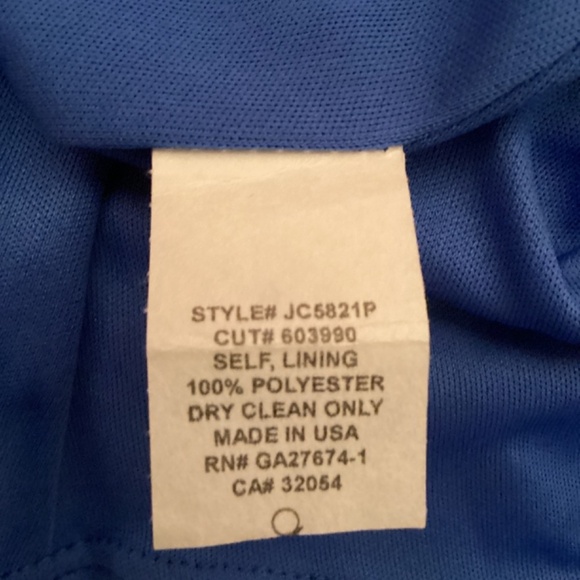 STYLE# JC5821P
CUT# 603990
SELF, LINING
100% POLYESTER
DRY CLEAN ONLY
MADE IN USA
RN# GA27674-1
CA# 32054